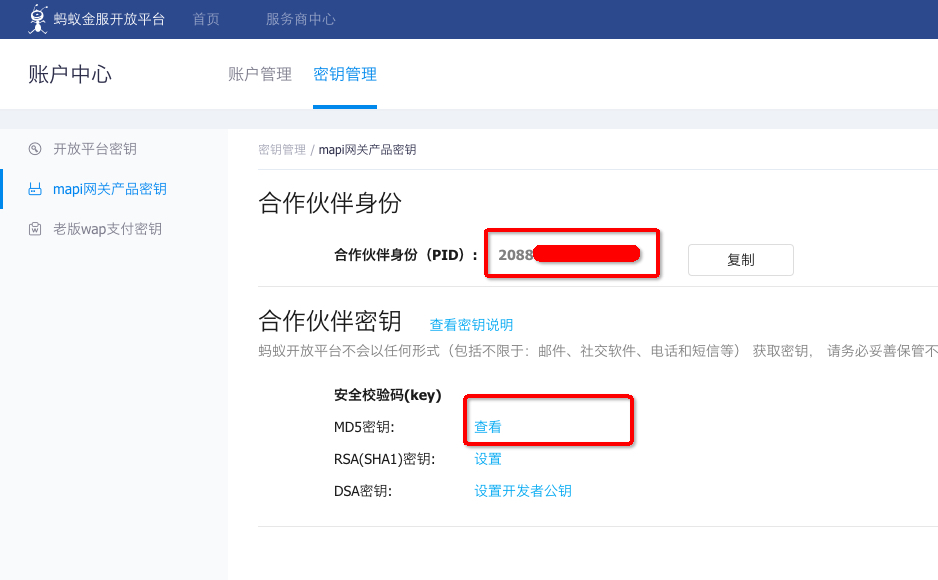 蚂蚁金服开放平台 首页 服务商中心
账户中心 账户管理 密钥管理
开放平台密钥
mapi网关产品密钥
老版wap支付密钥
密钥管理 / mapi网关产品密钥
合作伙伴身份
合作伙伴身份（PID）: 2088 复制
合作伙伴密钥 查看密钥说明
蚂蚁开放平台不会以任何形式（包括不限于：邮件、社交软件、电话和短信等） 获取密钥， 请务必妥善保管不
安全校验码(key)
MD5密钥: 查看
RSA(SHA1)密钥: 设置
DSA密钥: 设置开发者公钥